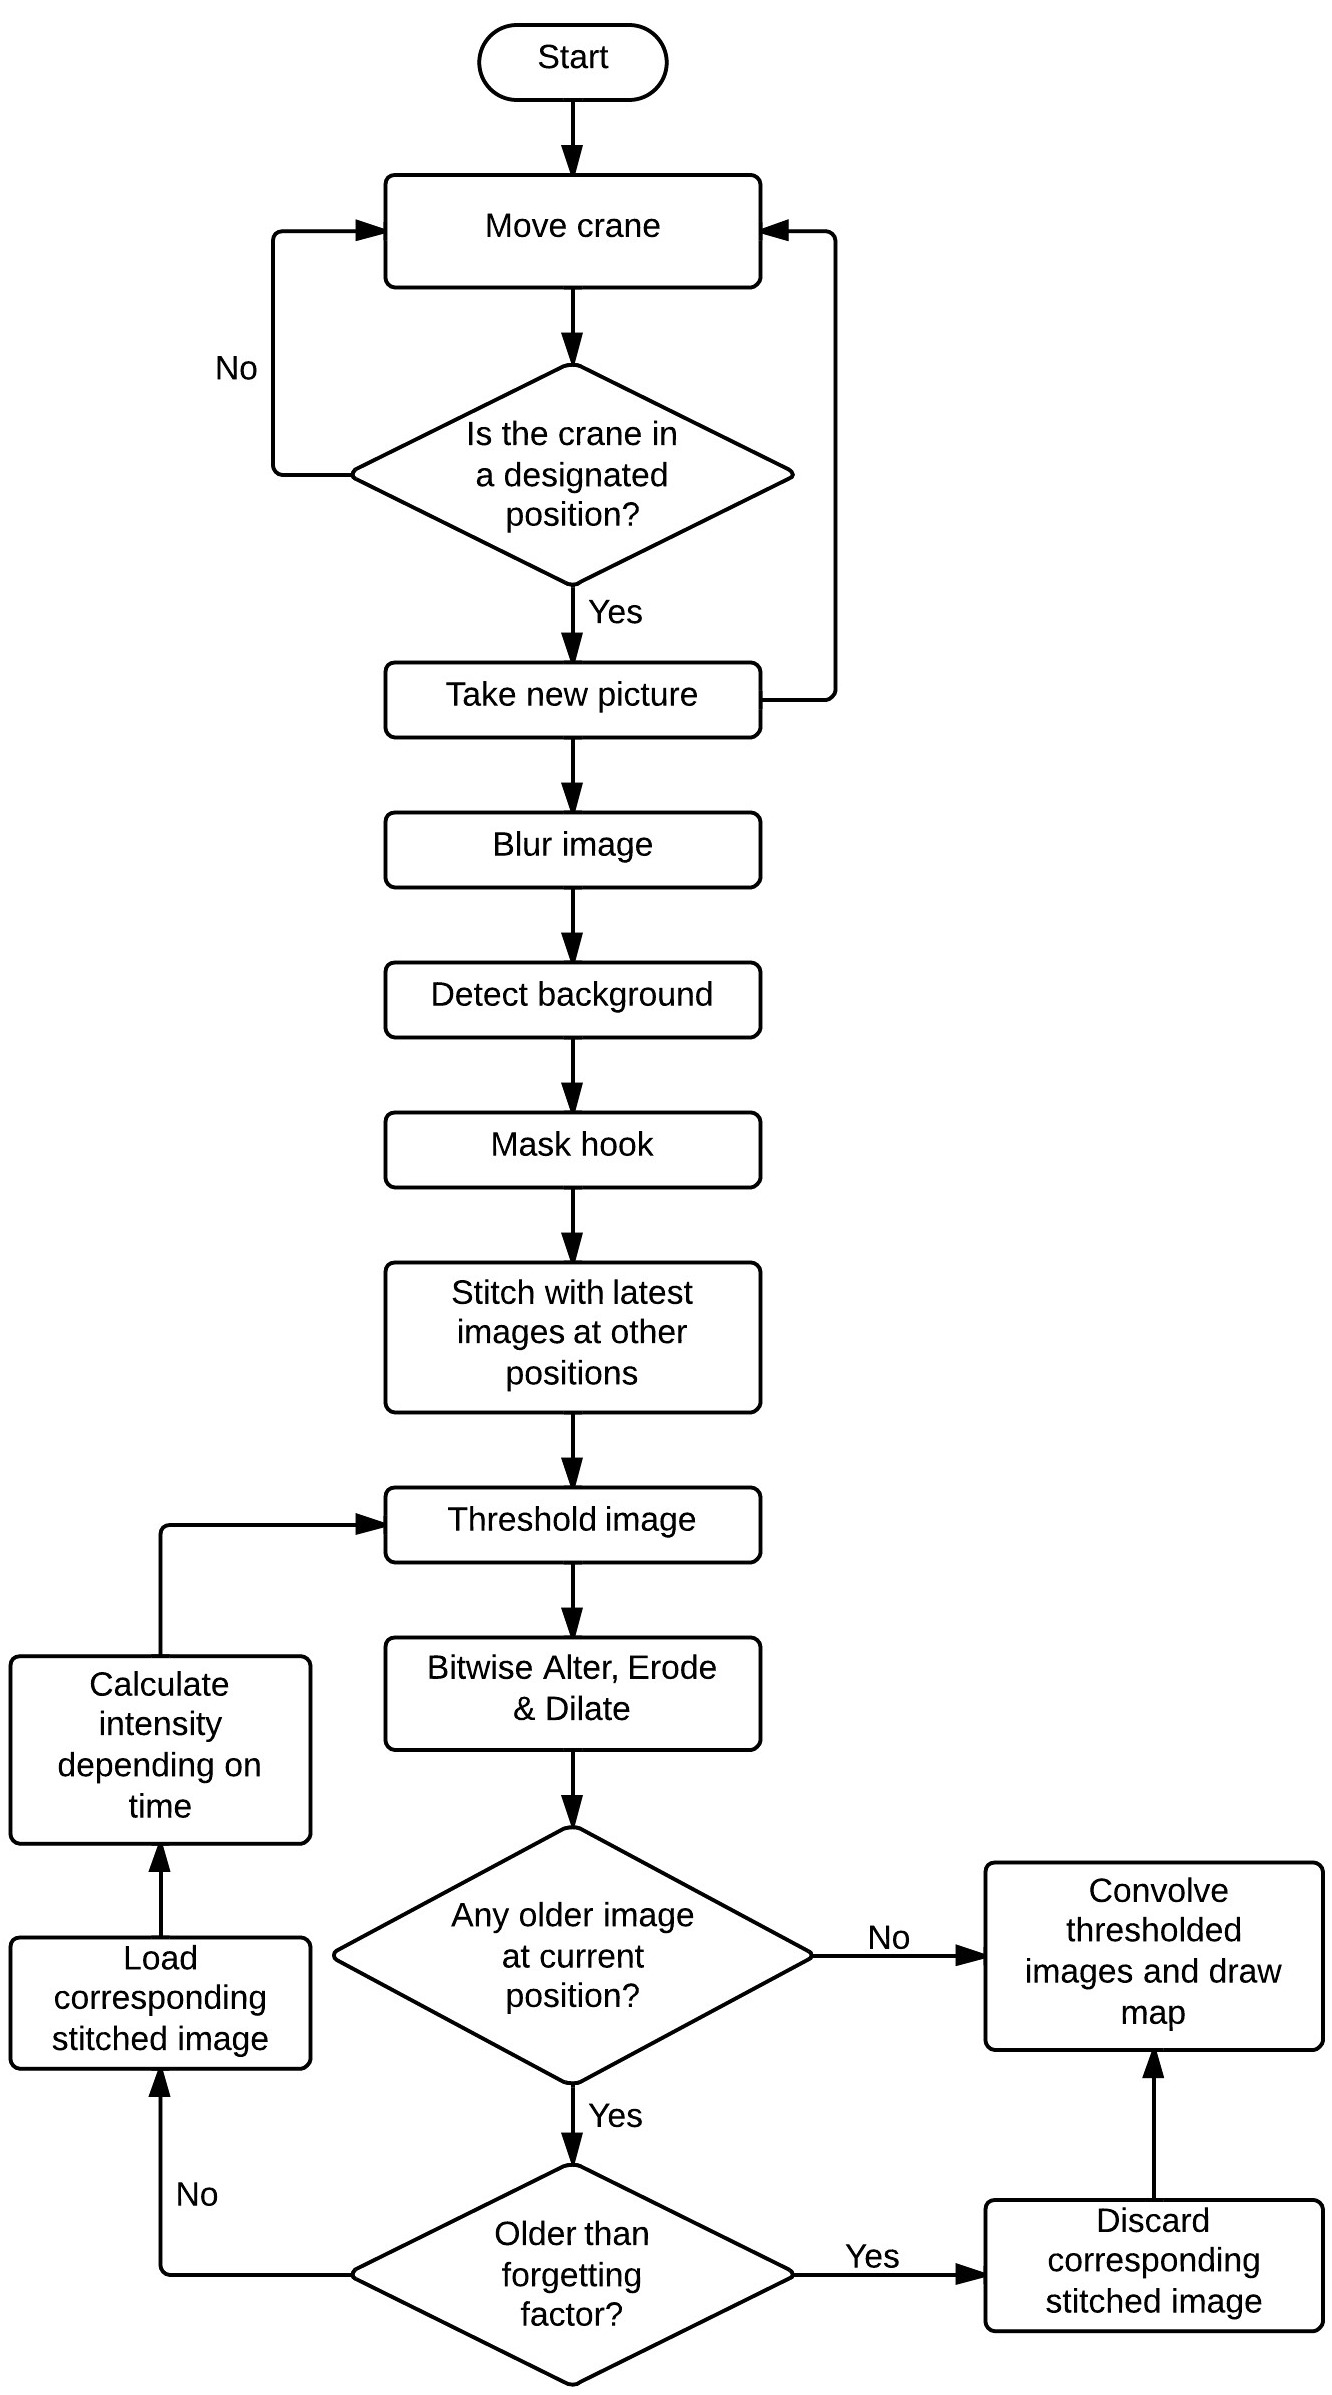 Start
Move crane
No
Is the crane in
a designated
position?
Yes
Take new picture
Blur image
Detect background
Mask hook
Stitch with latest
images at other
positions
Threshold image
Bitwise Alter, Erode
& Dilate
Calculate
intensity
depending on
time
Any older image
at current
position?
No
Convolve
thresholded
images and draw
map
Load
corresponding
stitched image
Yes
No
Older than
forgetting
factor?
Yes
Discard
corresponding
stitched image